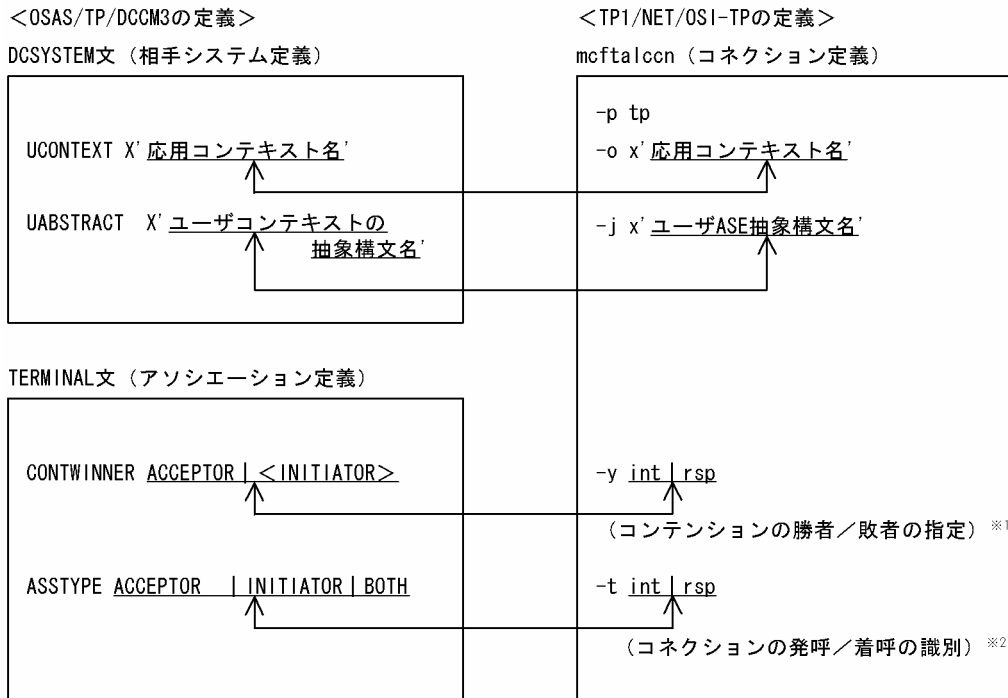 ＜OSAS/TP/DCCM3の定義＞
DCSYSTEM文（相手システム定義）
UCONTEXT X'応用コンテキスト名'
UABSTRACT X'ユーザコンテキストの
抽象構文名'
TERMINAL文（アソシエーション定義）
CONTWINNER ACCEPTOR|＜INITIATOR＞
ASSTYPE ACCEPTOR |INITIATOR|BOTH
＜TP1/NET/OSI-TPの定義＞
mcftalccn（コネクション定義）
-p tp
-o x'応用コンテキスト名'
-j x'ユーザASE抽象構文名'
-y int|rsp
（コンテンションの勝者／敗者の指定）※1
-t int|rsp
（コネクションの発呼／着呼の識別）※2